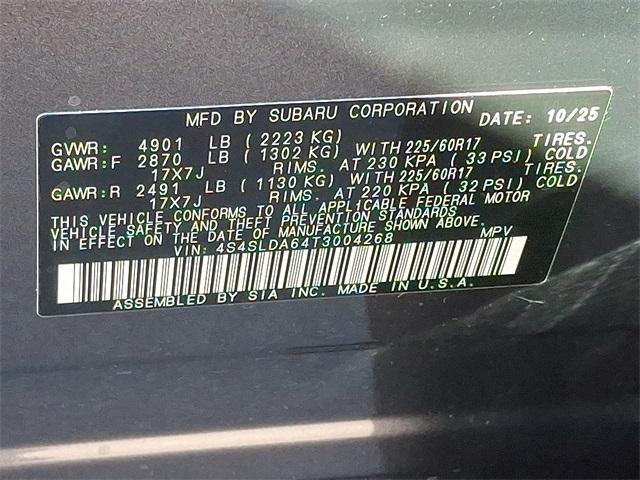 MFD BY SUBARU CORPORATION DATE: 10/25
GVWR: 4901 LB ( 2223 KG)
GAWR:F 2870 LB ( 1302 KG) WITH 225/60R17 TIRES.
17X7J RIMS. AT 230 KPA ( 33 PSI) COLD
GAWR:R 2491 LB ( 1130 KG) WITH 225/60R17 TIRES.
17X7J RIMS. AT 220 KPA ( 32 PSI) COLD
THIS VEHICLE CONFORMS TO ALL APPLICABLE FEDERAL MOTOR
VEHICLE SAFETY AND THEFT PREVENTION STANDARDS
IN EFFECT ON THE DATE OF MANUFACTURE SHOWN ABOVE.
VIN: 4S4SLDA64T3004268 MPV
ASSEMBLED BY SIA INC. MADE IN U.S.A.